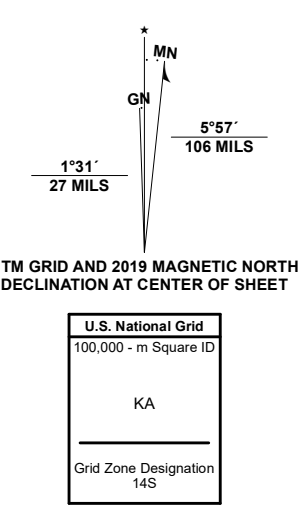 ★
MN
GN
5°57´
106 MILS
1°31´
27 MILS
TM GRID AND 2019 MAGNETIC NORTH
DECLINATION AT CENTER OF SHEET
U.S. National Grid
100,000 - m Square ID
KA
Grid Zone Designation
14S